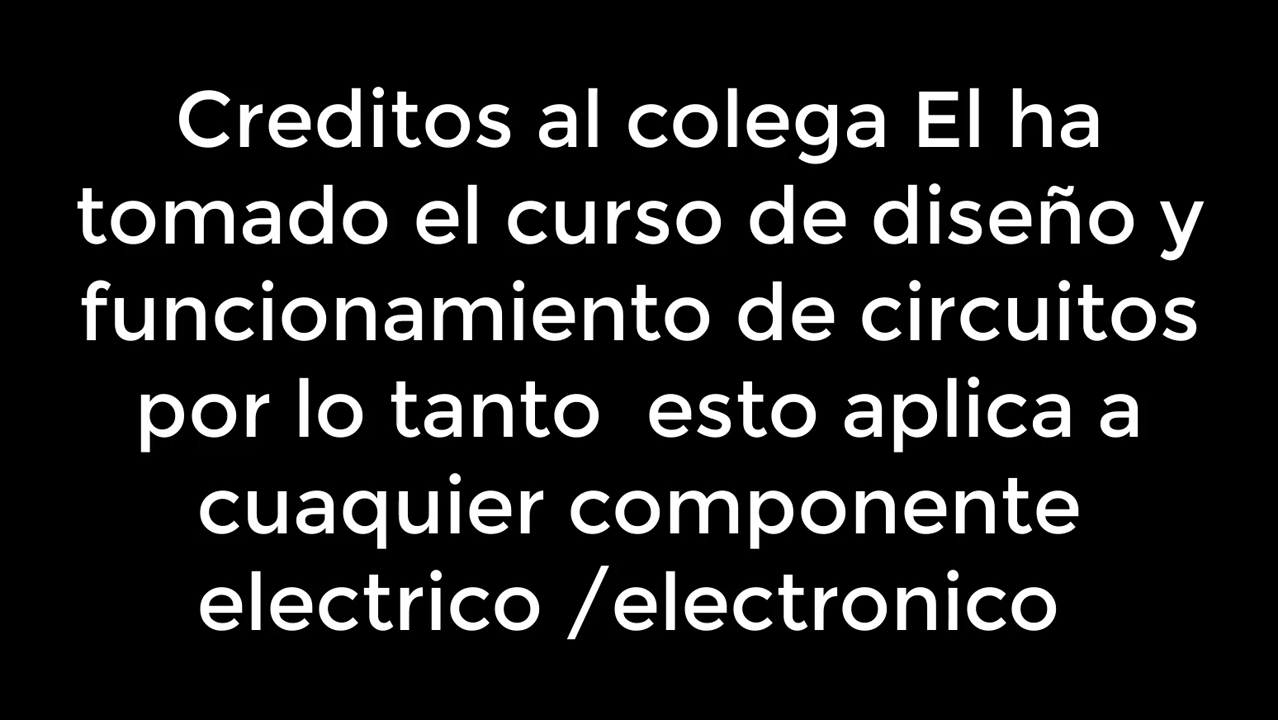 Creditos al colega El ha
tomado el curso de diseño y
funcionamiento de circuitos
por lo tanto  esto aplica a
cuaquier componente
electrico /electronico